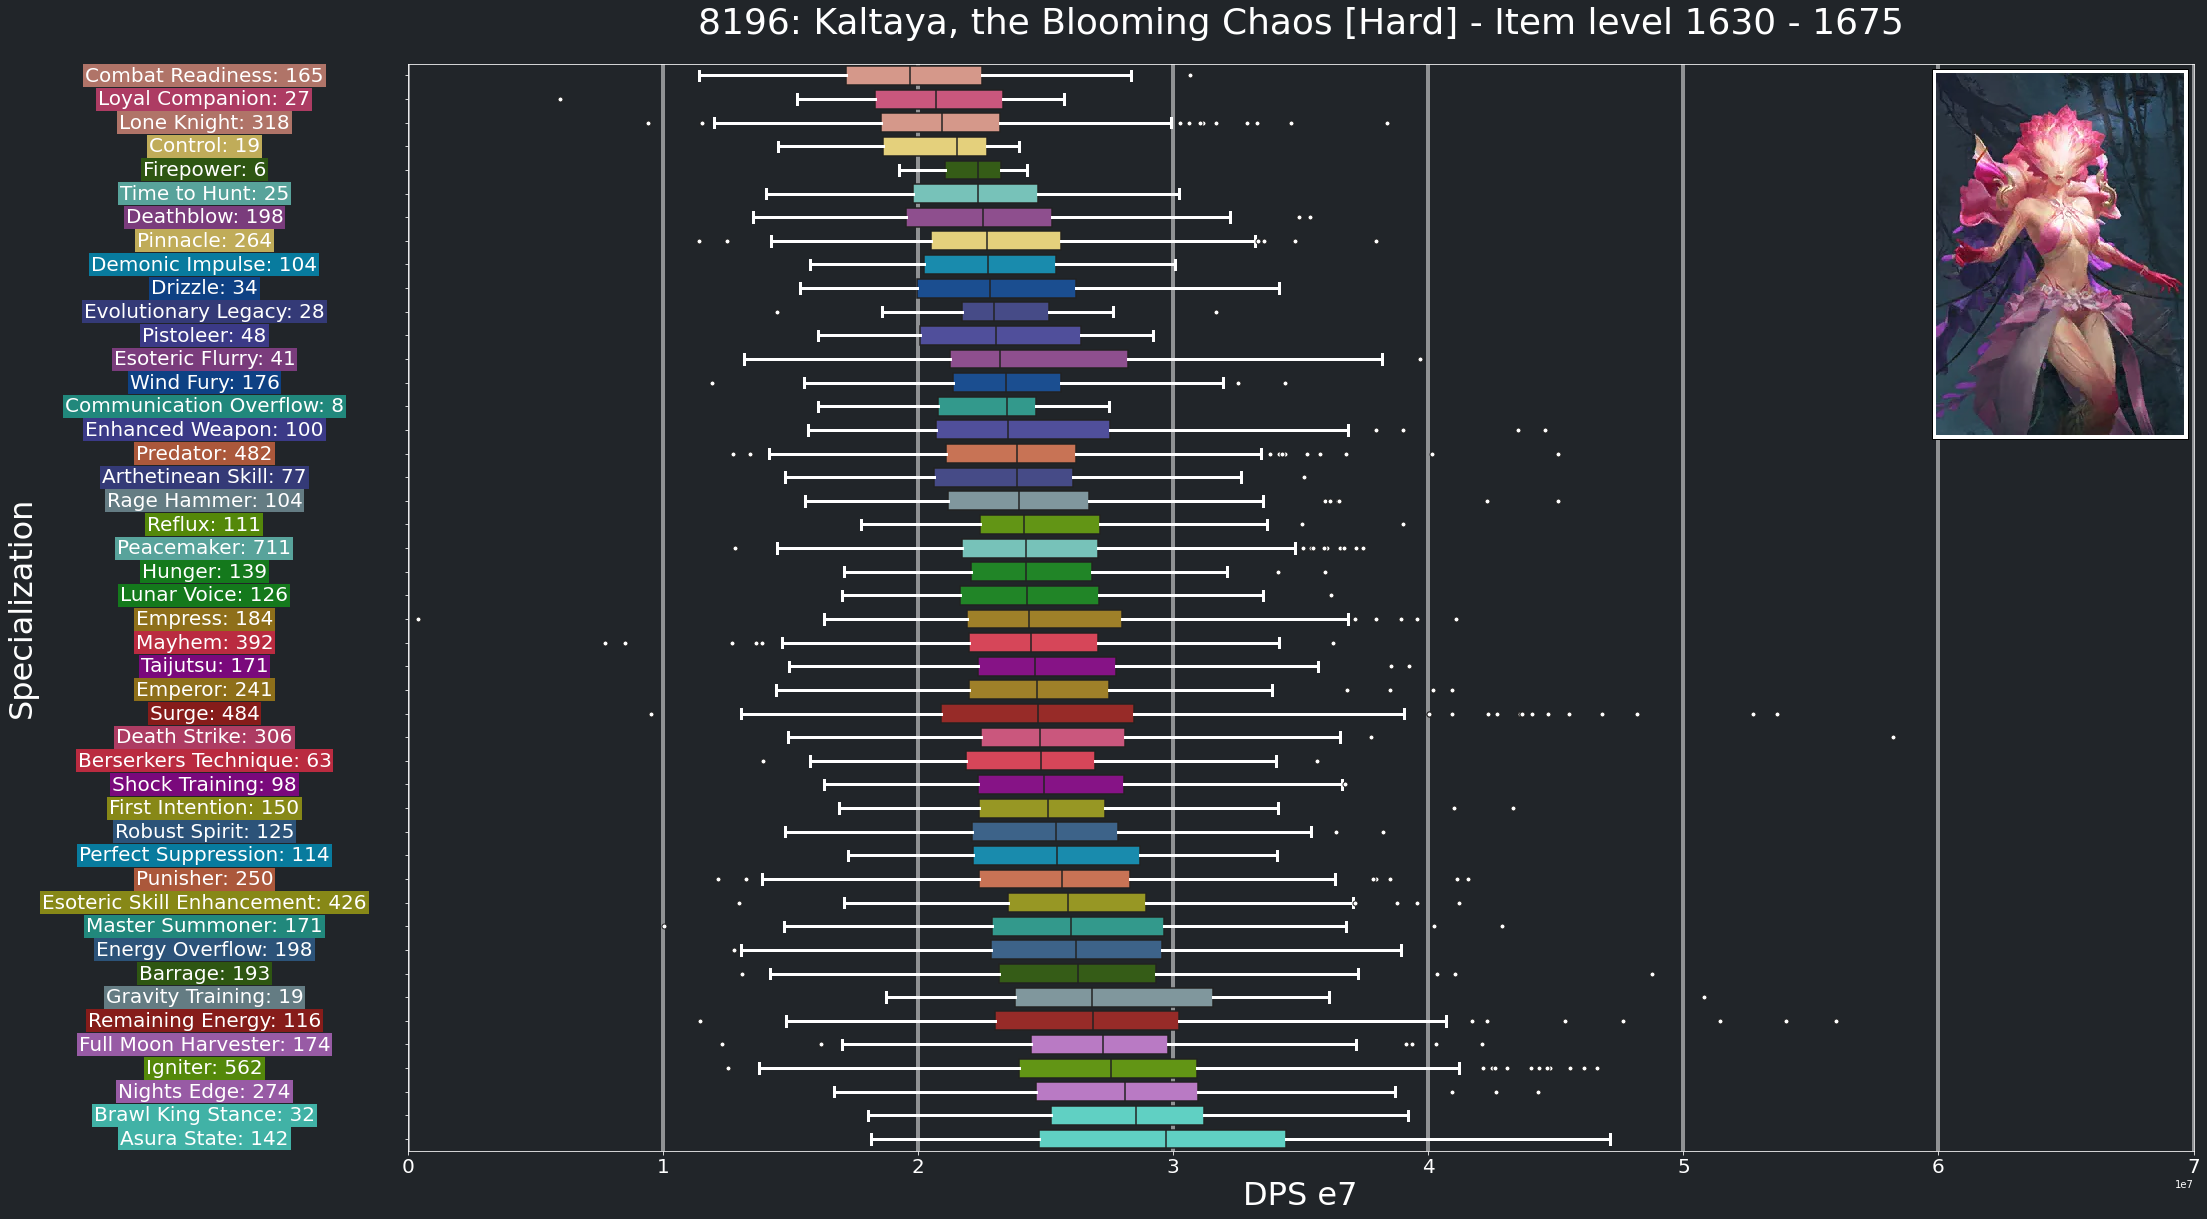 8196: Kaltaya, the Blooming Chaos [Hard] - Item level 1630 - 1675
Specialization
Combat Readiness: 165
Loyal Companion: 27
Lone Knight: 318
Control: 19
Firepower: 6
Time to Hunt: 25
Deathblow: 198
Pinnacle: 264
Demonic Impulse: 104
Drizzle: 34
Evolutionary Legacy: 28
Pistoleer: 48
Esoteric Flurry: 41
Wind Fury: 176
Communication Overflow: 8
Enhanced Weapon: 100
Predator: 482
Arthetinean Skill: 77
Rage Hammer: 104
Reflux: 111
Peacemaker: 711
Hunger: 139
Lunar Voice: 126
Empress: 184
Mayhem: 392
Taijutsu: 171
Emperor: 241
Surge: 484
Death Strike: 306
Berserkers Technique: 63
Shock Training: 98
First Intention: 150
Robust Spirit: 125
Perfect Suppression: 114
Punisher: 250
Esoteric Skill Enhancement: 426
Master Summoner: 171
Energy Overflow: 198
Barrage: 193
Gravity Training: 19
Remaining Energy: 116
Full Moon Harvester: 174
Igniter: 562
Nights Edge: 274
Brawl King Stance: 32
Asura State: 142
0 1 2 3 4 5 6 7
1e7
DPS e7